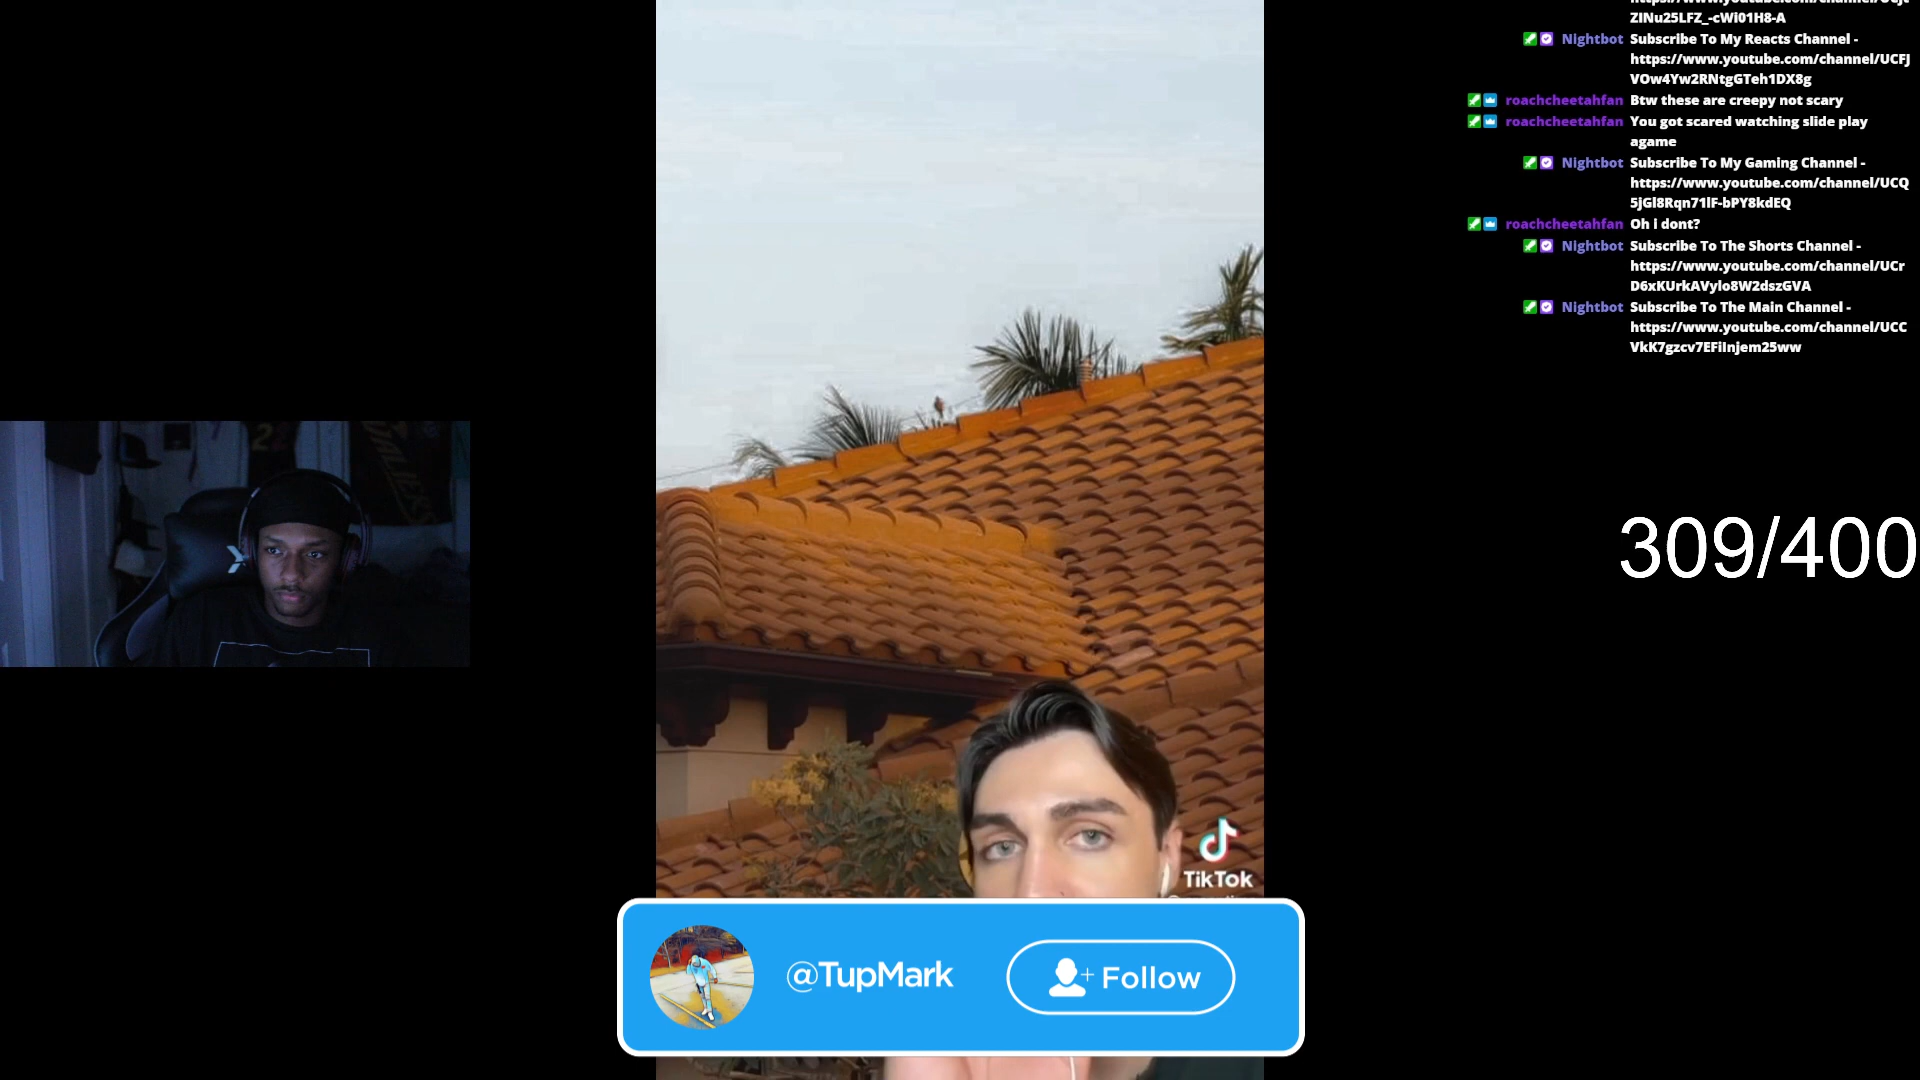 ZINu25LFZ_-cWi01H8-A
Nightbot Subscribe To My Reacts Channel -
https://www.youtube.com/channel/UCFJ
VOw4Yw2RNtgGTeh1DX8g
roachcheetahfan Btw these are creepy not scary
roachcheetahfan You got scared watching slide play
agame
Nightbot Subscribe To My Gaming Channel -
https://www.youtube.com/channel/UCQ
5jGl8Rqn71lF-bPY8kdEQ
roachcheetahfan Oh i dont?
Nightbot Subscribe To The Shorts Channel -
https://www.youtube.com/channel/UCr
D6xKUrkAVylo8W2dszGVA
Nightbot Subscribe To The Main Channel -
https://www.youtube.com/channel/UCC
VkK7gzcv7EFiInjem25ww
309/400
TikTok
@TupMark
Follow